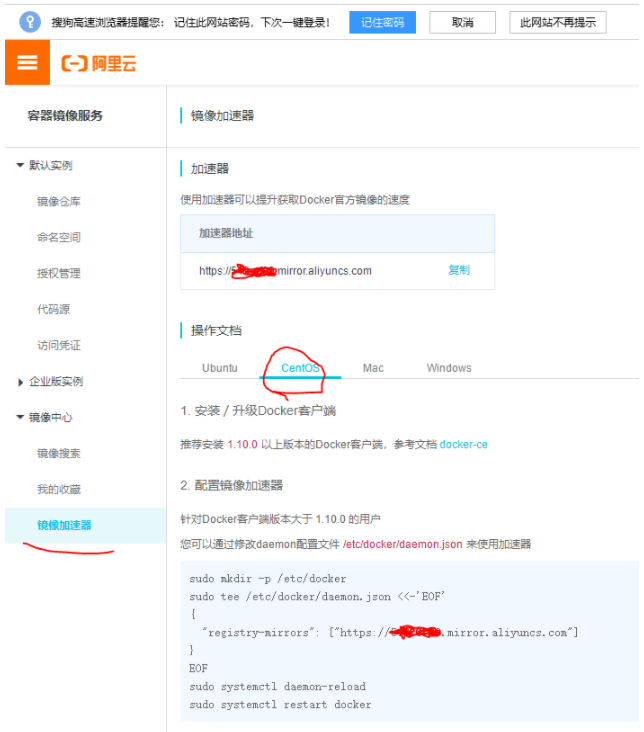 搜狗高速浏览器提醒您： 记住此网站密码，下次一键登录！ 记住密码 取消 此网站不再提示
阿里云
容器镜像服务
镜像加速器
默认实例
镜像仓库
命名空间
授权管理
代码源
访问凭证
企业版实例
镜像中心
镜像搜索
我的收藏
镜像加速器
加速器
使用加速器可以提升获取Docker官方镜像的速度
加速器地址
https:// mirror.aliyuncs.com 复制
操作文档
Ubuntu CentOS Mac Windows
1. 安装 / 升级Docker客户端
推荐安装 1.10.0 以上版本的Docker客户端，参考文档 docker-ce
2. 配置镜像加速器
针对Docker客户端版本大于 1.10.0 的用户
您可以通过修改daemon配置文件 /etc/docker/daemon.json 来使用加速器
sudo mkdir -p /etc/docker
sudo tee /etc/docker/daemon.json <<-'EOF'
{
"registry-mirrors": ["https:// .mirror.aliyuncs.com"]
}
EOF
sudo systemctl daemon-reload
sudo systemctl restart docker